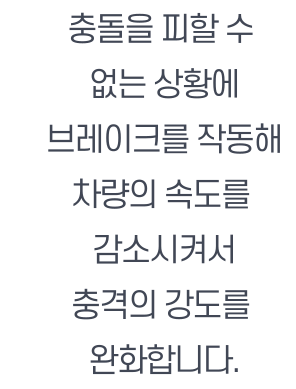 충돌을 피할 수
없는 상황에
브레이크를 작동해
차량의 속도를
감소시켜서
충격의 강도를
완화합니다.